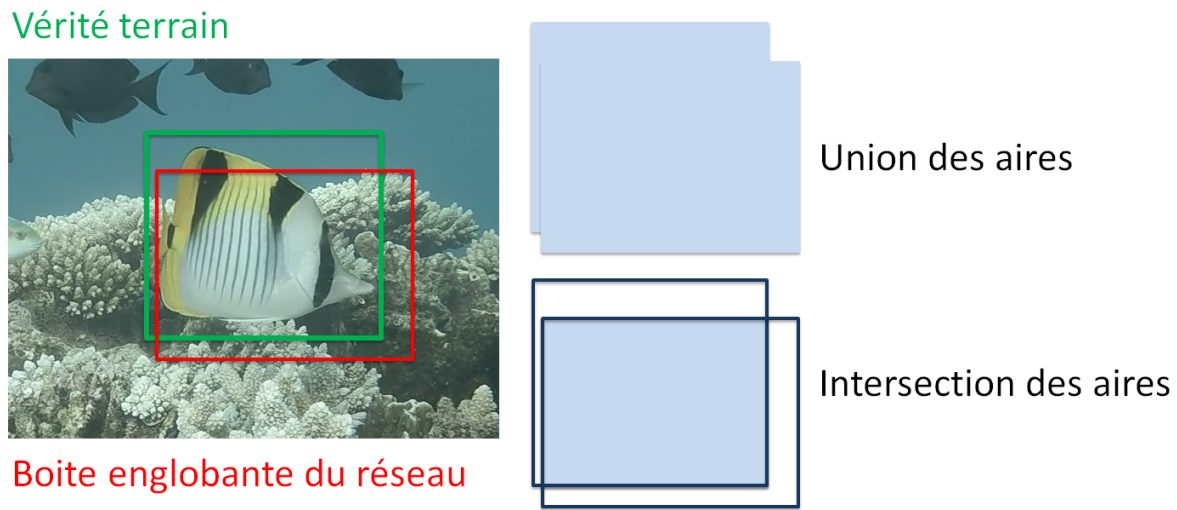 Vérité terrain
Union des aires
Intersection des aires
Boite englobante du réseau